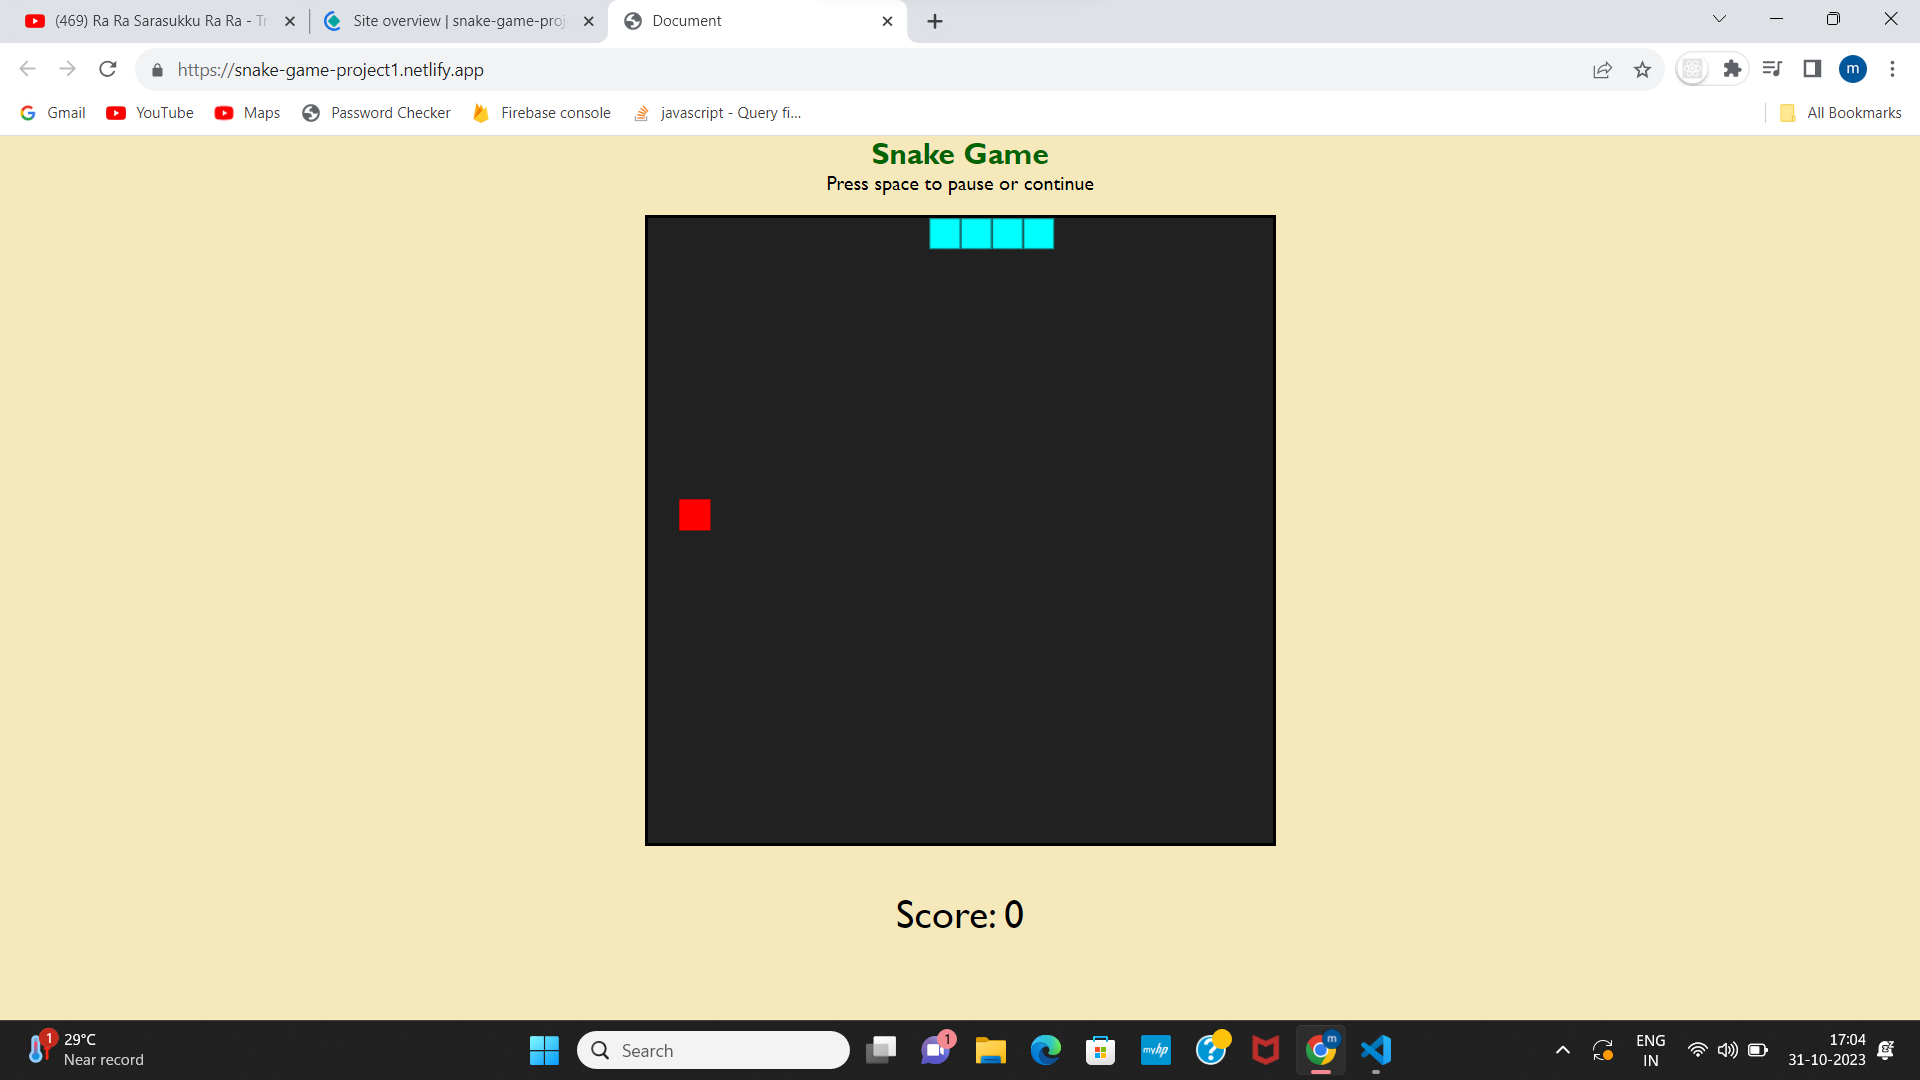 (469) Ra Ra Sarasukku Ra Ra - Tr
Site overview | snake-game-proj
Document
https://snake-game-project1.netlify.app
m
Gmail
YouTube
Maps
Password Checker
Firebase console
javascript - Query fi...
All Bookmarks
Snake Game
Press space to pause or continue
Score: 0
1
29°C
Near record
Search
1
myhp
m
ENG
IN
17:04
31-10-2023